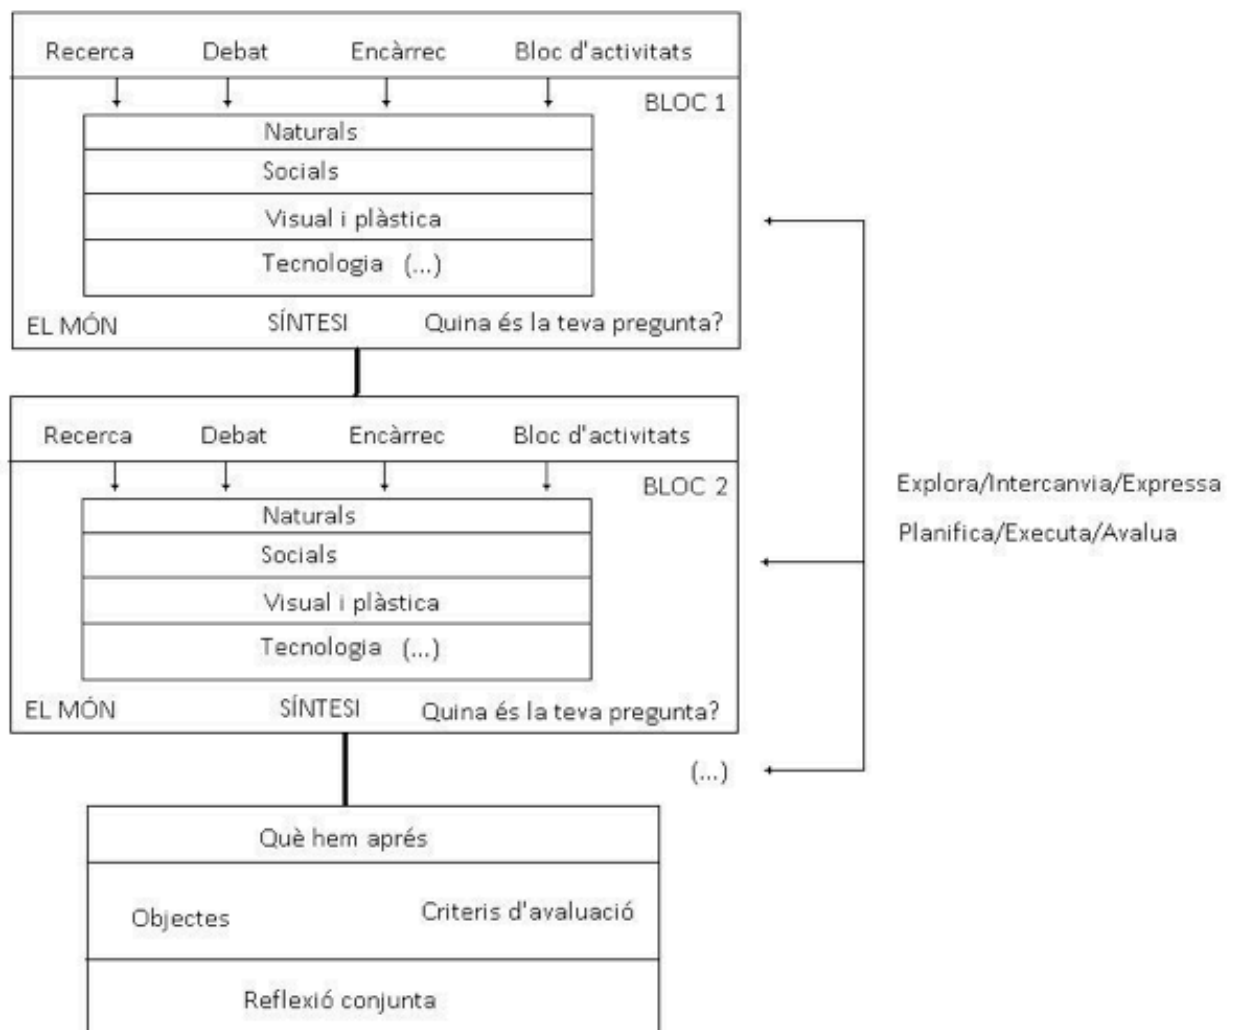 Recerca Debat Encàrrec Bloc d'activitats
BLOC 1
Naturals
Socials
Visual i plàstica
Tecnologia (...)
EL MÓN SÍNTESI Quina és la teva pregunta?
Recerca Debat Encàrrec Bloc d'activitats
BLOC 2
Naturals
Socials
Visual i plàstica
Tecnologia (...)
EL MÓN SÍNTESI Quina és la teva pregunta?
Explora/Intercanvia/Expressa
Planifica/Executa/Avalua
(...)
Què hem aprés
Objectes Criteris d'avaluació
Reflexió conjunta